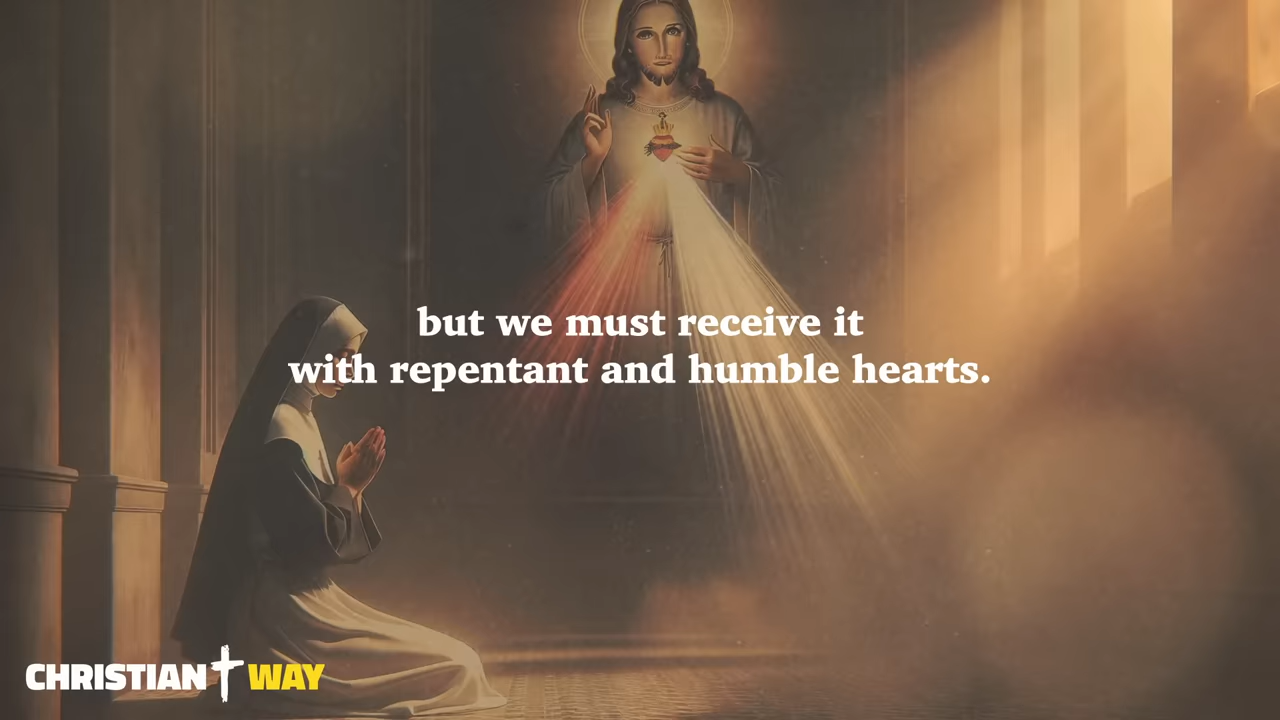 but we must receive it
with repentant and humble hearts.
CHRISTIAN WAY